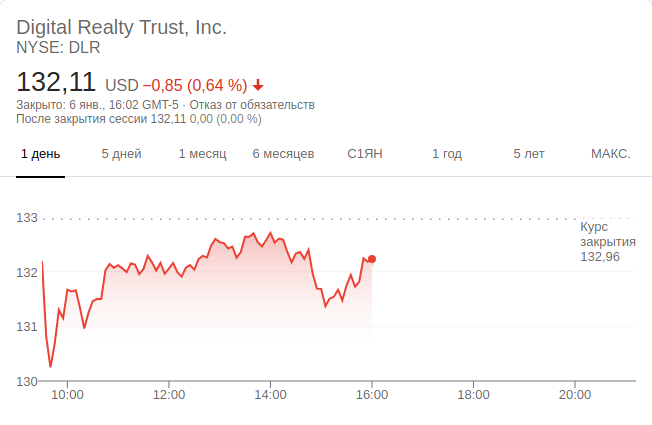 Digital Realty Trust, Inc.
NYSE: DLR
132,11 USD −0,85 (0,64 %)
Закрыто: 6 янв., 16:02 GMT-5 · Отказ от обязательств
После закрытия сессии 132,11 0,00 (0,00 %)
1 день 5 дней 1 месяц 6 месяцев С1ЯН 1 год 5 лет МАКС.
133
Курс
закрытия
132,96
132
131
130
10:00 12:00 14:00 16:00 18:00 20:00